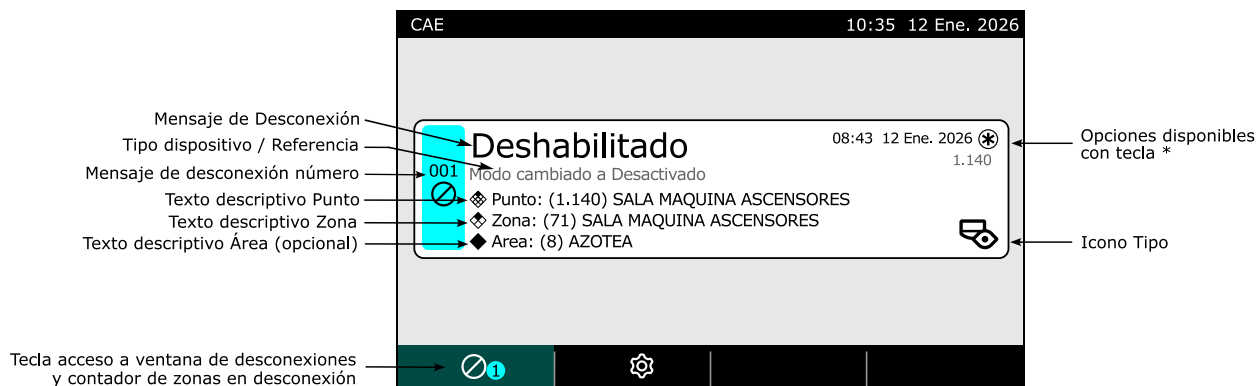 CAE
10:35 12 Ene. 2026
Mensaje de Desconexión
Tipo dispositivo / Referencia
Mensaje de desconexión número
Texto descriptivo Punto
Texto descriptivo Zona
Texto descriptivo Área (opcional)
001
Deshabilitado
08:43 12 Ene. 2026
1.140
Modo cambiado a Desactivado
Punto: (1.140) SALA MAQUINA ASCENSORES
Zona: (71) SALA MAQUINA ASCENSORES
Area: (8) AZOTEA
Opciones disponibles
con tecla *
Icono Tipo
Tecla acceso a ventana de desconexiones
y contador de zonas en desconexión
1